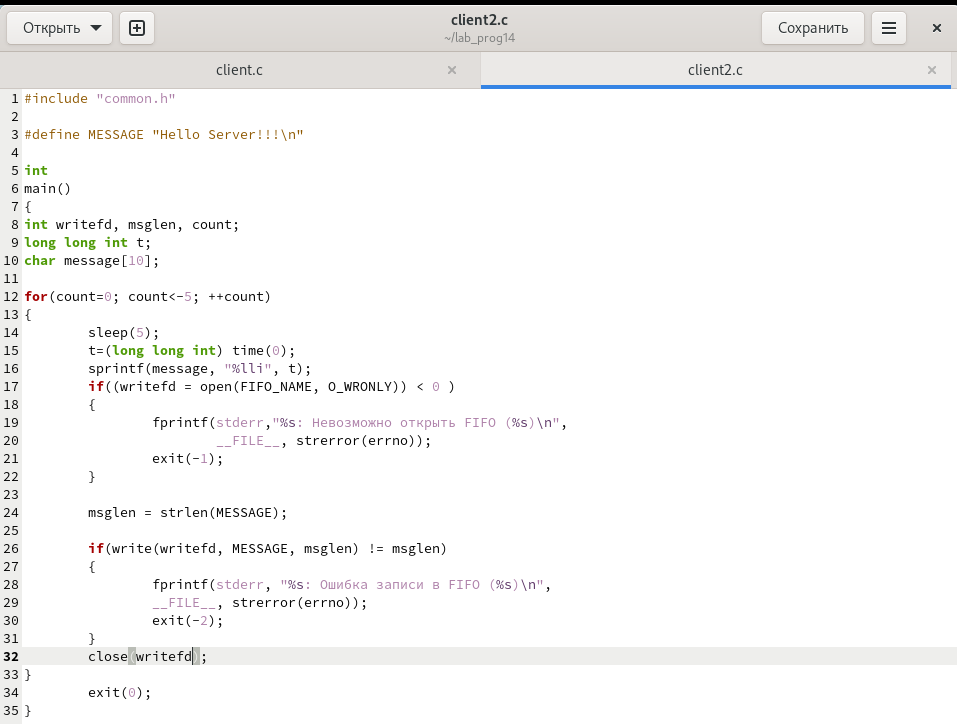 Открыть
client2.c
~/lab_prog14
Сохранить
client.c
client2.c
1 #include "common.h"
2
3 #define MESSAGE "Hello Server!!!\n"
4
5 int
6 main()
7 {
8 int writefd, msglen, count;
9 long long int t;
10 char message[10];
11
12 for(count=0; count<-5; ++count)
13 {
14 sleep(5);
15 t=(long long int) time(0);
16 sprintf(message, "%lli", t);
17 if((writefd = open(FIFO_NAME, O_WRONLY)) < 0 )
18 {
19 fprintf(stderr,"%s: Невозможно открыть FIFO (%s)\n",
20 __FILE__, strerror(errno));
21 exit(-1);
22 }
23
24 msglen = strlen(MESSAGE);
25
26 if(write(writefd, MESSAGE, msglen) != msglen)
27 {
28 fprintf(stderr, "%s: Ошибка записи в FIFO (%s)\n",
29 __FILE__, strerror(errno));
30 exit(-2);
31 }
32 close(writefd);
33 }
34 exit(0);
35 }